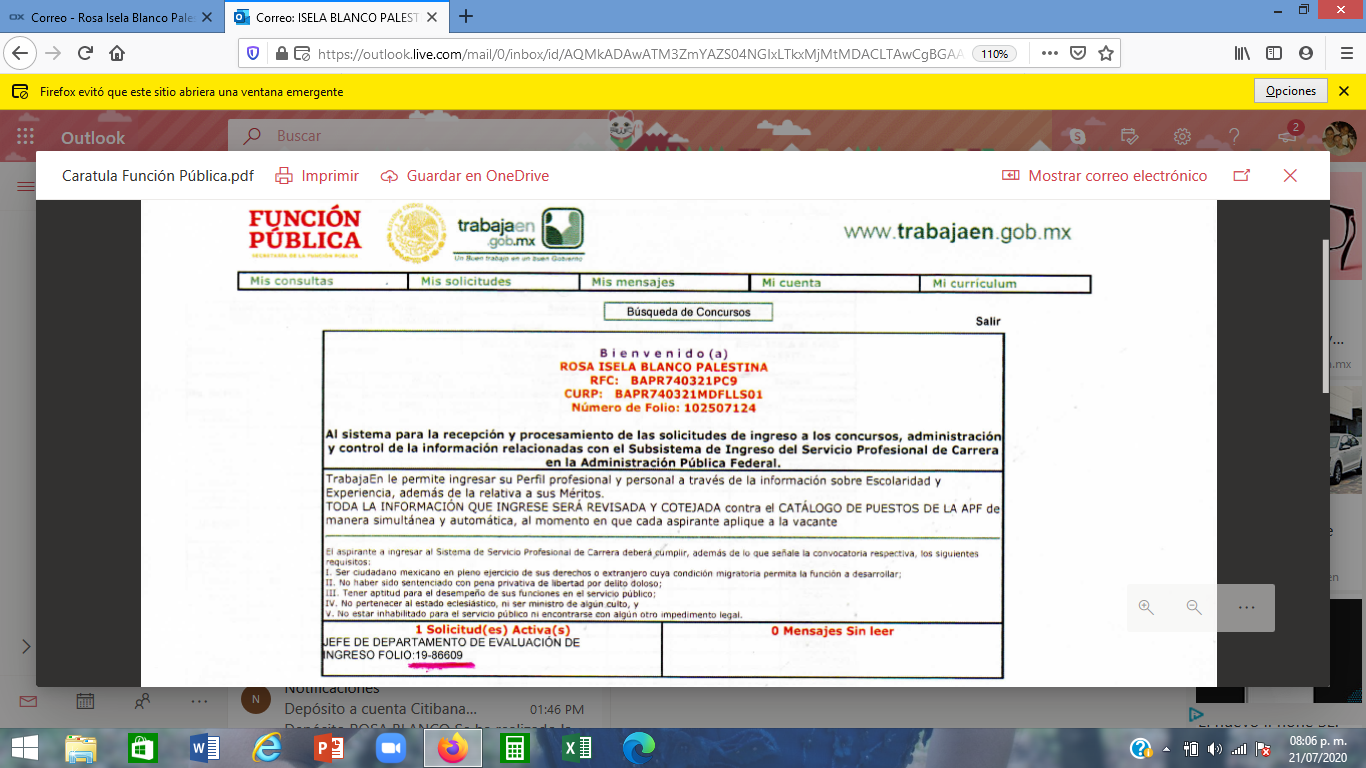 Correo - Rosa Isela Blanco Pale
Correo: ISELA BLANCO PALEST
https://outlook.live.com/mail/0/inbox/id/AQMkADAwATM3ZmYAZS04NGIxLTkxMjMtMDACLTAwCgBGAA
110%
Firefox evitó que este sitio abriera una ventana emergente
Opciones
Outlook
Buscar
2
Caratula Función Pública.pdf
Imprimir
Guardar en OneDrive
Mostrar correo electrónico
FUNCIÓN
PÚBLICA
SECRETARÍA DE LA FUNCIÓN PÚBLICA
trabajaen
.gob.mx
Un Buen trabajo en un buen Gobierno
www.trabajaen.gob.mx
Mis consultas
Mis solicitudes
Mis mensajes
Mi cuenta
Mi curriculum
Búsqueda de Concursos
Salir
Bienvenido(a)
ROSA ISELA BLANCO PALESTINA
RFC: BAPR740321PC9
CURP: BAPR740321MDFLLS01
Número de Folio: 102507124
Al sistema para la recepción y procesamiento de las solicitudes de ingreso a los concursos, administración
y control de la información relacionadas con el Subsistema de Ingreso del Servicio Profesional de Carrera
en la Administración Pública Federal.
TrabajaEn le permite ingresar su Perfil profesional y personal a través de la información sobre Escolaridad y
Experiencia, además de la relativa a sus Méritos.
TODA LA INFORMACIÓN QUE INGRESE SERÁ REVISADA Y COTEJADA contra el CATÁLOGO DE PUESTOS DE LA APF de
manera simultánea y automática, al momento en que cada aspirante aplique a la vacante
El aspirante a ingresar al Sistema de Servicio Profesional de Carrera deberá cumplir, además de lo que señale la convocatoria respectiva, los siguientes
requisitos:
I. Ser ciudadano mexicano en pleno ejercicio de sus derechos o extranjero cuya condición migratoria permita la función a desarrollar;
II. No haber sido sentenciado con pena privativa de libertad por delito doloso;
III. Tener aptitud para el desempeño de sus funciones en el servicio público;
IV. No pertenecer al estado eclesiástico, ni ser ministro de algún culto, y
V. No estar inhabilitado para el servicio público ni encontrarse con algún otro impedimento legal.
1 Solicitud(es) Activa(s)
JEFE DE DEPARTAMENTO DE EVALUACIÓN DE
INGRESO FOLIO:19-86609
0 Mensajes Sin leer
N
Notificaciones
Depósito a cuenta Citibana...
01:46 PM
08:06 p. m.
21/07/2020